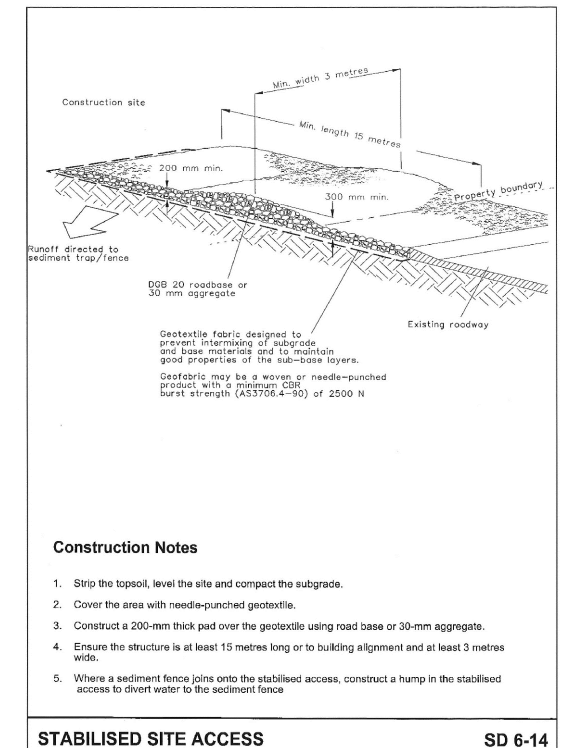 Min. width 3 metres
Construction site
Min. length 15 metres
200 mm min.
300 mm min.
Property boundary
Runoff directed to
sediment trap/fence
DGB 20 roadbase or
30 mm aggregate
Existing roadway
Geotextile fabric designed to
prevent intermixing of subgrade
and base materials and to maintain
good properties of the sub-base layers.
Geofabric may be a woven or needle-punched
product with a minimum CBR
burst strength (AS3706.4-90) of 2500 N
Construction Notes
1. Strip the topsoil, level the site and compact the subgrade.
2. Cover the area with needle-punched geotextile.
3. Construct a 200-mm thick pad over the geotextile using road base or 30-mm aggregate.
4. Ensure the structure is at least 15 metres long or to building alignment and at least 3 metres
wide.
5. Where a sediment fence joins onto the stabilised access, construct a hump in the stabilised
access to divert water to the sediment fence
STABILISED SITE ACCESS SD 6-14